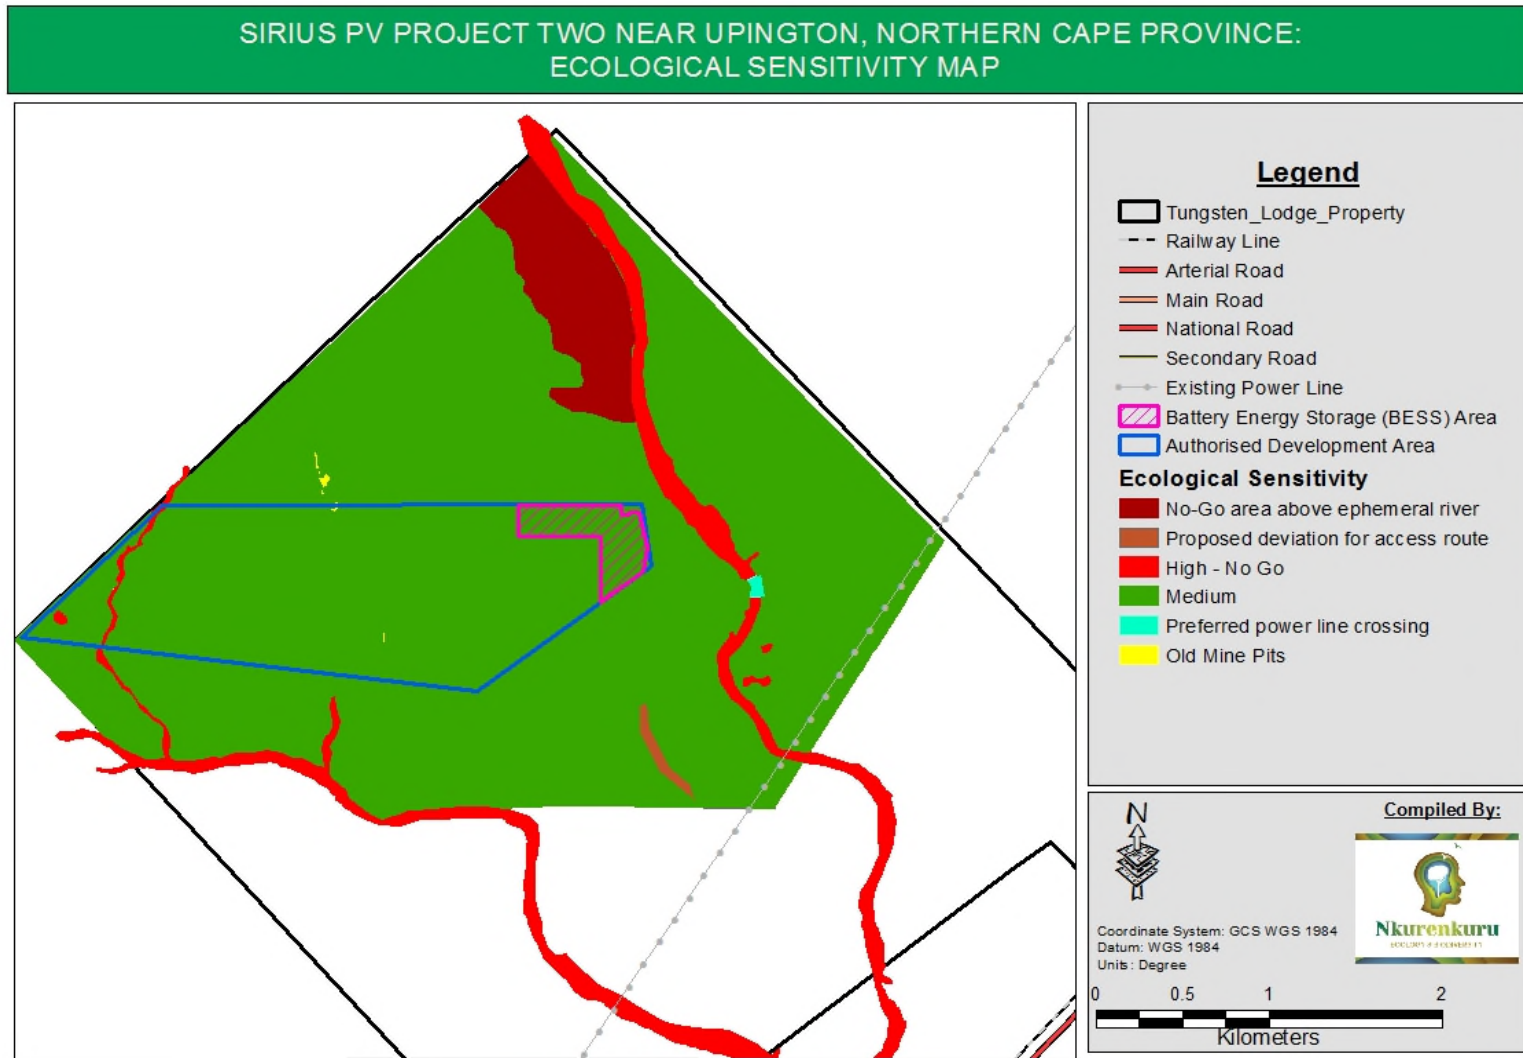 SIRIUS PV PROJECT TWO NEAR UPINGTON, NORTHERN CAPE PROVINCE:
ECOLOGICAL SENSITIVITY MAP
Legend
Tungsten_Lodge_Property
Railway Line
Arterial Road
Main Road
National Road
Secondary Road
Existing Power Line
Battery Energy Storage (BESS) Area
Authorised Development Area
Ecological Sensitivity
No-Go area above ephemeral river
Proposed deviation for access route
High - No Go
Medium
Preferred power line crossing
Old Mine Pits
N
Compiled By:
Nkurenkuru
ECOLOGY & BIODIVERSITY
Coordinate System: GCS WGS 1984
Datum: WGS 1984
Units: Degree
0 0.5 1 2
Kilometers